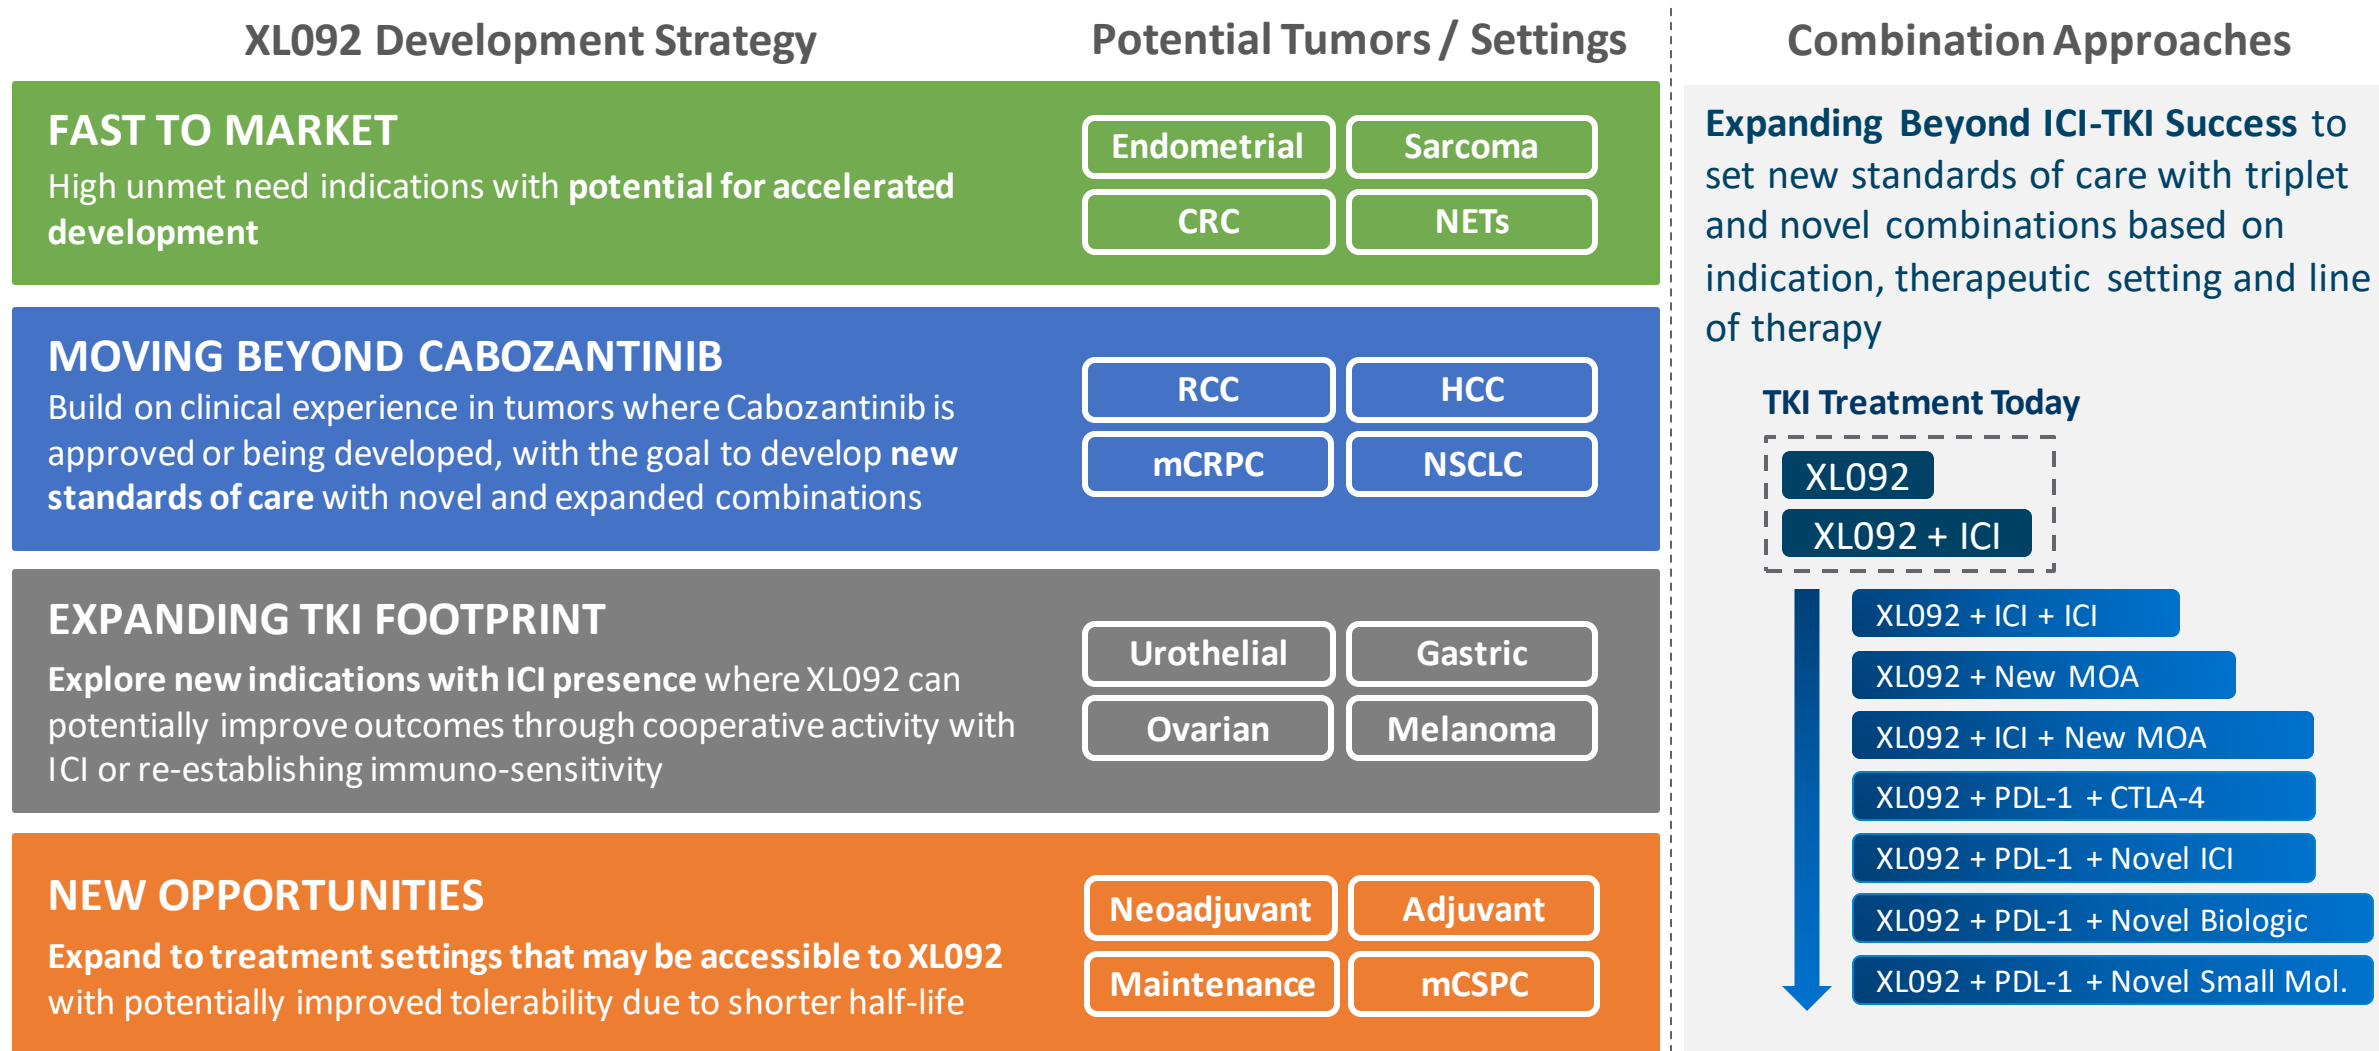 XL092 Development Strategy
Potential Tumors / Settings
Combination Approaches
FAST TO MARKET
High unmet need indications with potential for accelerated
development
Endometrial
Sarcoma
CRC
NETs
MOVING BEYOND CABOZANTINIB
Build on clinical experience in tumors where Cabozantinib is
approved or being developed, with the goal to develop new
standards of care with novel and expanded combinations
RCC
HCC
mCRPC
NSCLC
EXPANDING TKI FOOTPRINT
Explore new indications with ICI presence where XL092 can
potentially improve outcomes through cooperative activity with
ICI or re-establishing immuno-sensitivity
Urothelial
Gastric
Ovarian
Melanoma
NEW OPPORTUNITIES
Expand to treatment settings that may be accessible to XL092
with potentially improved tolerability due to shorter half-life
Neoadjuvant
Adjuvant
Maintenance
mCSPC
Expanding Beyond ICI-TKI Success to
set new standards of care with triplet
and novel combinations based on
indication, therapeutic setting and line
of therapy
TKI Treatment Today
XL092
XL092 + ICI
XL092 + ICI + ICI
XL092 + New MOA
XL092 + ICI + New MOA
XL092 + PDL-1 + CTLA-4
XL092 + PDL-1 + Novel ICI
XL092 + PDL-1 + Novel Biologic
XL092 + PDL-1 + Novel Small Mol.